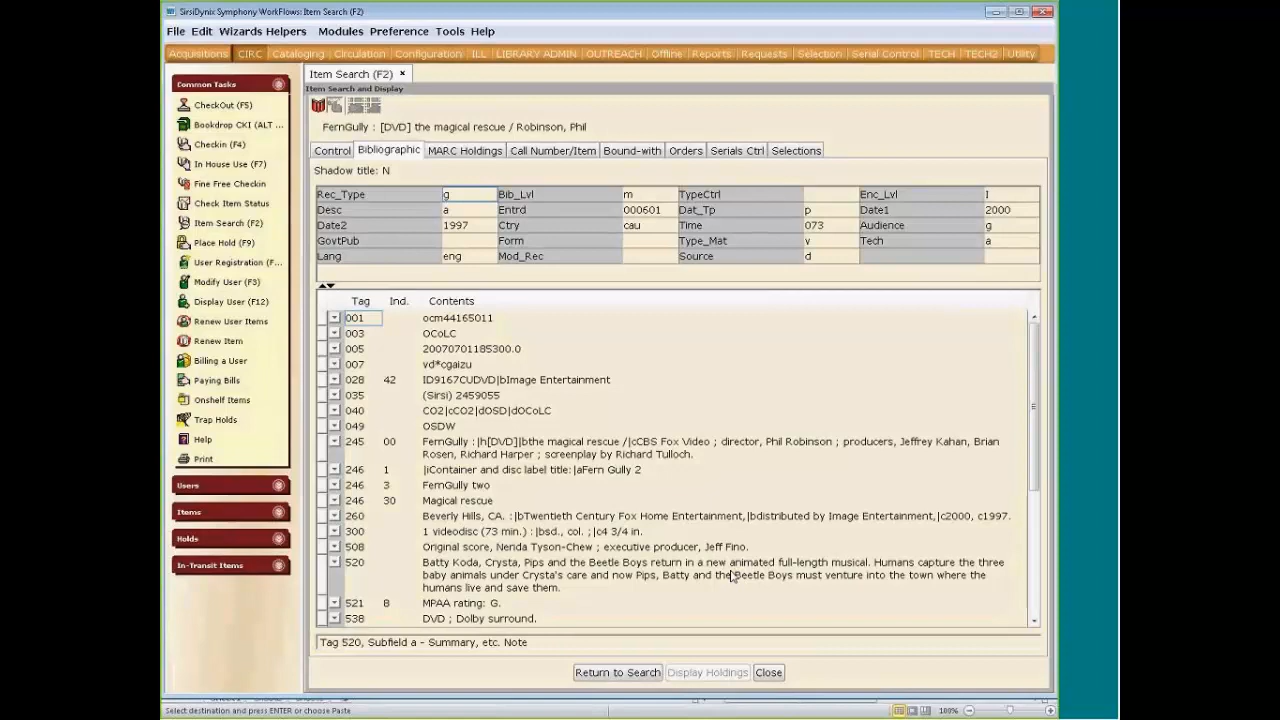 SirsiDynix Symphony WorkFlows: Item Search (F2)
File Edit Wizards Helpers Modules Preference Tools Help
Acquisitions CIRC Cataloging Circulation Configuration ILL LIBRARY ADMIN OUTREACH Offline Reports Requests Selection Serial Control TECH TECH2 Utility
Common Tasks
CheckOut (F5)
Bookdrop CKI (ALT ...
Checkin (F4)
In House Use (F7)
Fine Free Checkin
Check Item Status
Item Search (F2)
Place Hold (F9)
User Registration (F...
Modify User (F3)
Display User (F12)
Renew User Items
Renew Item
Billing a User
Paying Bills
Onshelf Items
Trap Holds
Help
Print
Users
Items
Holds
In-Transit Items
Item Search (F2) ×
Item Search and Display
FernGully : [DVD] the magical rescue / Robinson, Phil
Control Bibliographic MARC Holdings Call Number/Item Bound-with Orders Serials Ctrl Selections
Shadow title: N
Rec_Type g Bib_Lvl m TypeCtrl Enc_Lvl I
Desc a Entrd 000601 Dat_Tp p Date1 2000
Date2 1997 Ctry cau Time 073 Audience g
GovtPub Form Type_Mat v Tech a
Lang eng Mod_Rec Source d
Tag Ind. Contents
001 ocm44165011
003 OCoLC
005 20070701185300.0
007 vd*cgaizu
028 42 ID9167CUDVD|bImage Entertainment
035 (Sirsi) 2459055
040 CO2|cCO2|dOSD|dOCoLC
049 OSDW
245 00 FernGully : |h[DVD]|bthe magical rescue /|cCBS Fox Video ; director, Phil Robinson ; producers, Jeffrey Kahan, Brian
Rosen, Richard Harper ; screenplay by Richard Tulloch.
246 1 |iContainer and disc label title: |aFern Gully 2
246 3 FernGully two
246 30 Magical rescue
260 Beverly Hills, CA. :|bTwentieth Century Fox Home Entertainment,|bdistributed by Image Entertainment,|c2000, c1997.
300 1 videodisc (73 min.) : |bsd., col. ; |c4 3/4 in.
508 Original score, Nerida Tyson-Chew ; executive producer, Jeff Fino.
520 Batty Koda, Crysta, Pips and the Beetle Boys return in a new animated full-length musical. Humans capture the three
baby animals under Crysta's care and now Pips, Batty and the Beetle Boys must venture into the town where the
humans live and save them.
521 8 MPAA rating: G.
538 DVD ; Dolby surround.
Tag 520, Subfield a - Summary, etc. Note
Return to Search Display Holdings Close
Select destination and press ENTER or choose Paste
100%